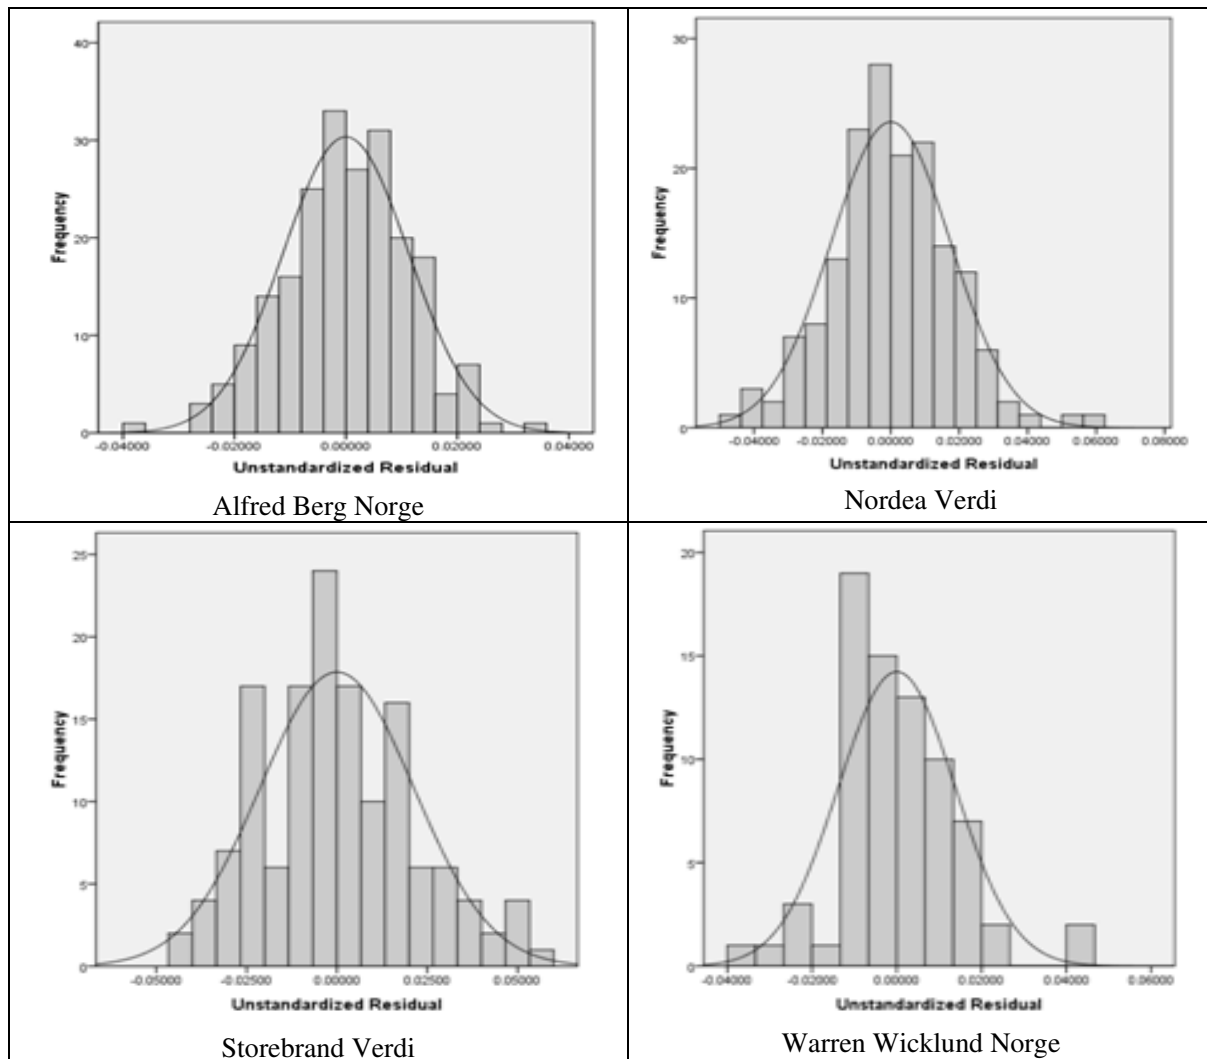 40
30
20
10
0
Frequency
-0.04000 -0.02000 0.00000 0.02000 0.04000
Unstandardized Residual
Alfred Berg Norge
30
20
10
0
Frequency
-0.04000 -0.02000 0.00000 0.02000 0.04000 0.06000 0.08000
Unstandardized Residual
Nordea Verdi
25
20
15
10
5
0
Frequency
-0.05000 -0.02500 0.00000 0.02500 0.05000
Unstandardized Residual
Storebrand Verdi
20
15
10
5
0
Frequency
-0.04000 -0.02000 0.00000 0.02000 0.04000 0.06000
Unstandardized Residual
Warren Wicklund Norge